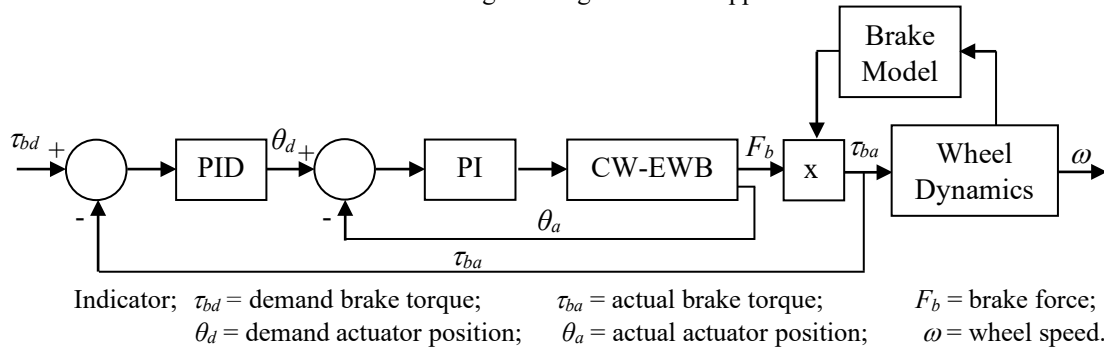 Brake
Model
τbd
+
-
PID
θd
+
-
PI
CW-EWB
Fb
x
τba
Wheel
Dynamics
ω
θa
τba
Indicator; τbd = demand brake torque; τba = actual brake torque; Fb = brake force;
θd = demand actuator position; θa = actual actuator position; ω = wheel speed.